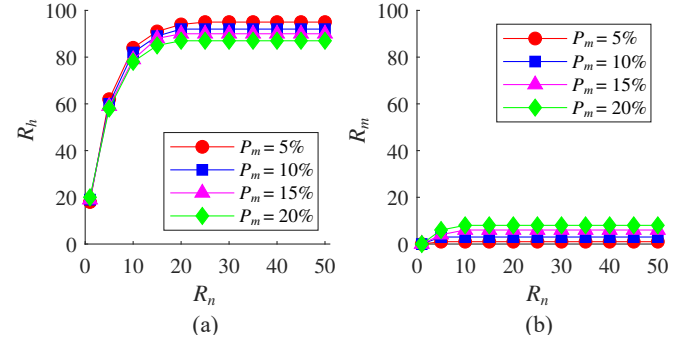 100
80
60
40
20
0
R_h
P_m = 5%
P_m = 10%
P_m = 15%
P_m = 20%
0 10 20 30 40 50
R_n
(a)
100
80
60
40
20
0
R_m
P_m = 5%
P_m = 10%
P_m = 15%
P_m = 20%
0 10 20 30 40 50
R_n
(b)